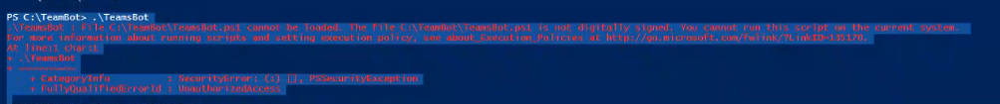 PS C:\TeamBot> .\TeamsBot
.\TeamsBot : File C:\TeamBot\TeamsBot.ps1 cannot be loaded. The file C:\TeamBot\TeamsBot.ps1 is not digitally signed. You cannot run this script on the current system.
For more information about running scripts and setting execution policy, see about_Execution_Policies at http://go.microsoft.com/fwlink/?LinkID=135170.
At line:1 char:1
+ .\TeamsBot
+ ~~~~~~~~~~
+ CategoryInfo : SecurityError: (:) [], PSSecurityException
+ FullyQualifiedErrorId : UnauthorizedAccess